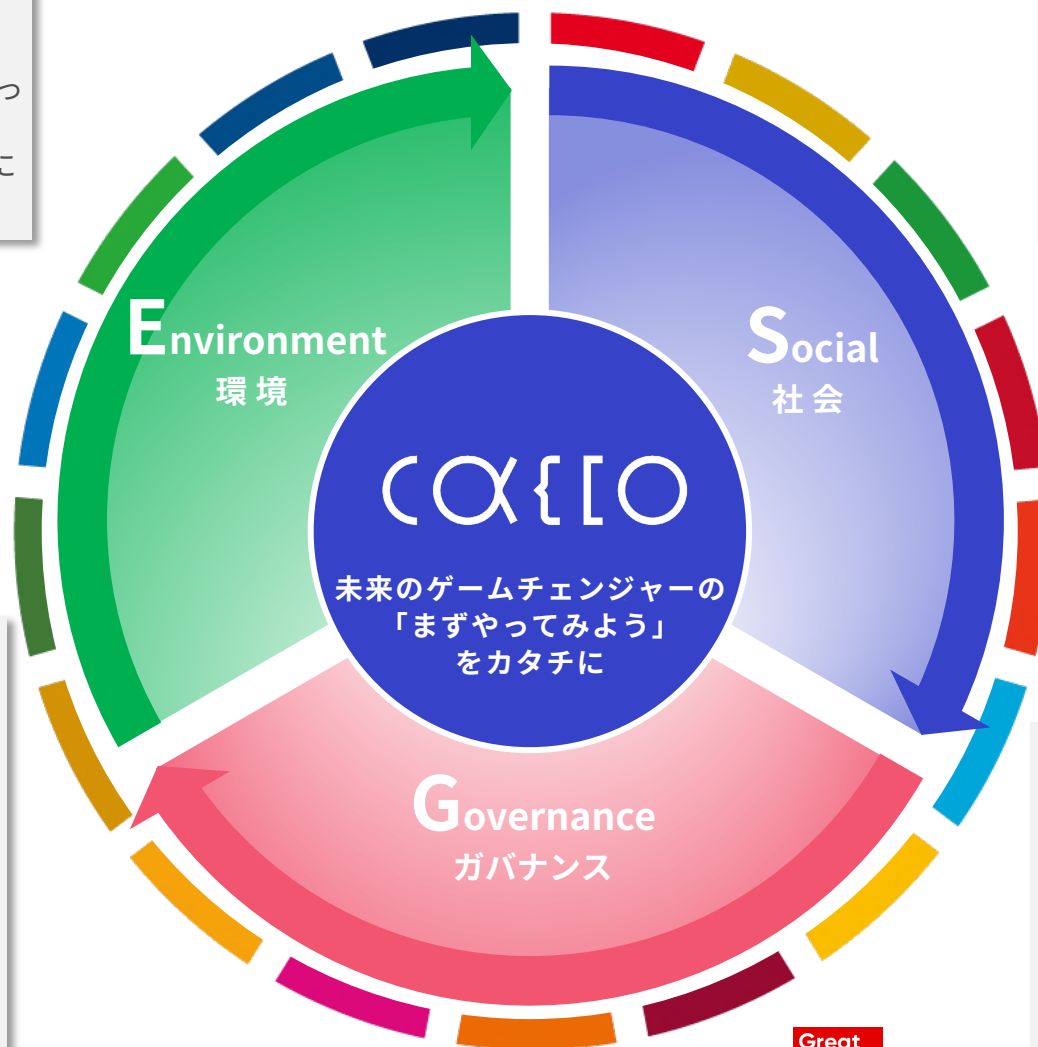 つ
に
Environment
環境
Social
社会
未来のゲームチェンジャーの
「まずやってみよう」
をカタチに
Governance
ガバナンス
Great